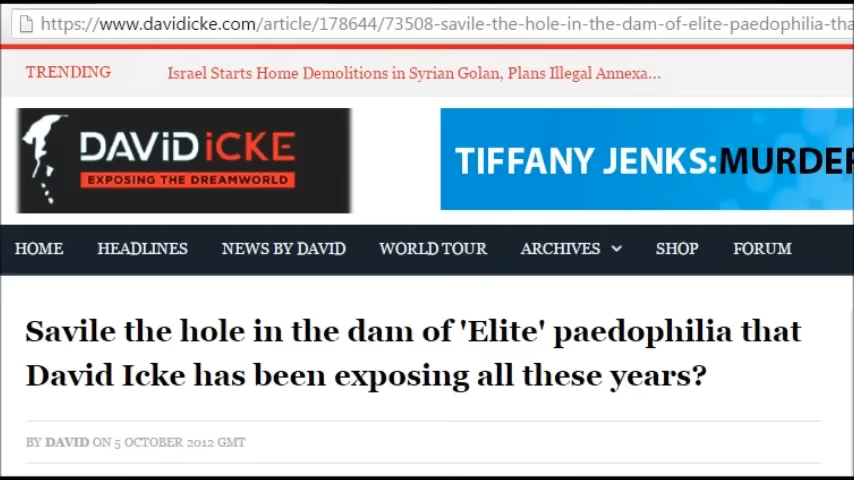 https://www.davidicke.com/article/178644/73508-savile-the-hole-in-the-dam-of-elite-paedophilia-tha
TRENDING Israel Starts Home Demolitions in Syrian Golan, Plans Illegal Annexa...
DAViDiCKE
EXPOSING THE DREAMWORLD
TIFFANY JENKS:MURDER
HOME HEADLINES NEWS BY DAVID WORLD TOUR ARCHIVES SHOP FORUM
Savile the hole in the dam of 'Elite' paedophilia that
David Icke has been exposing all these years?
BY DAVID ON 5 OCTOBER 2012 GMT